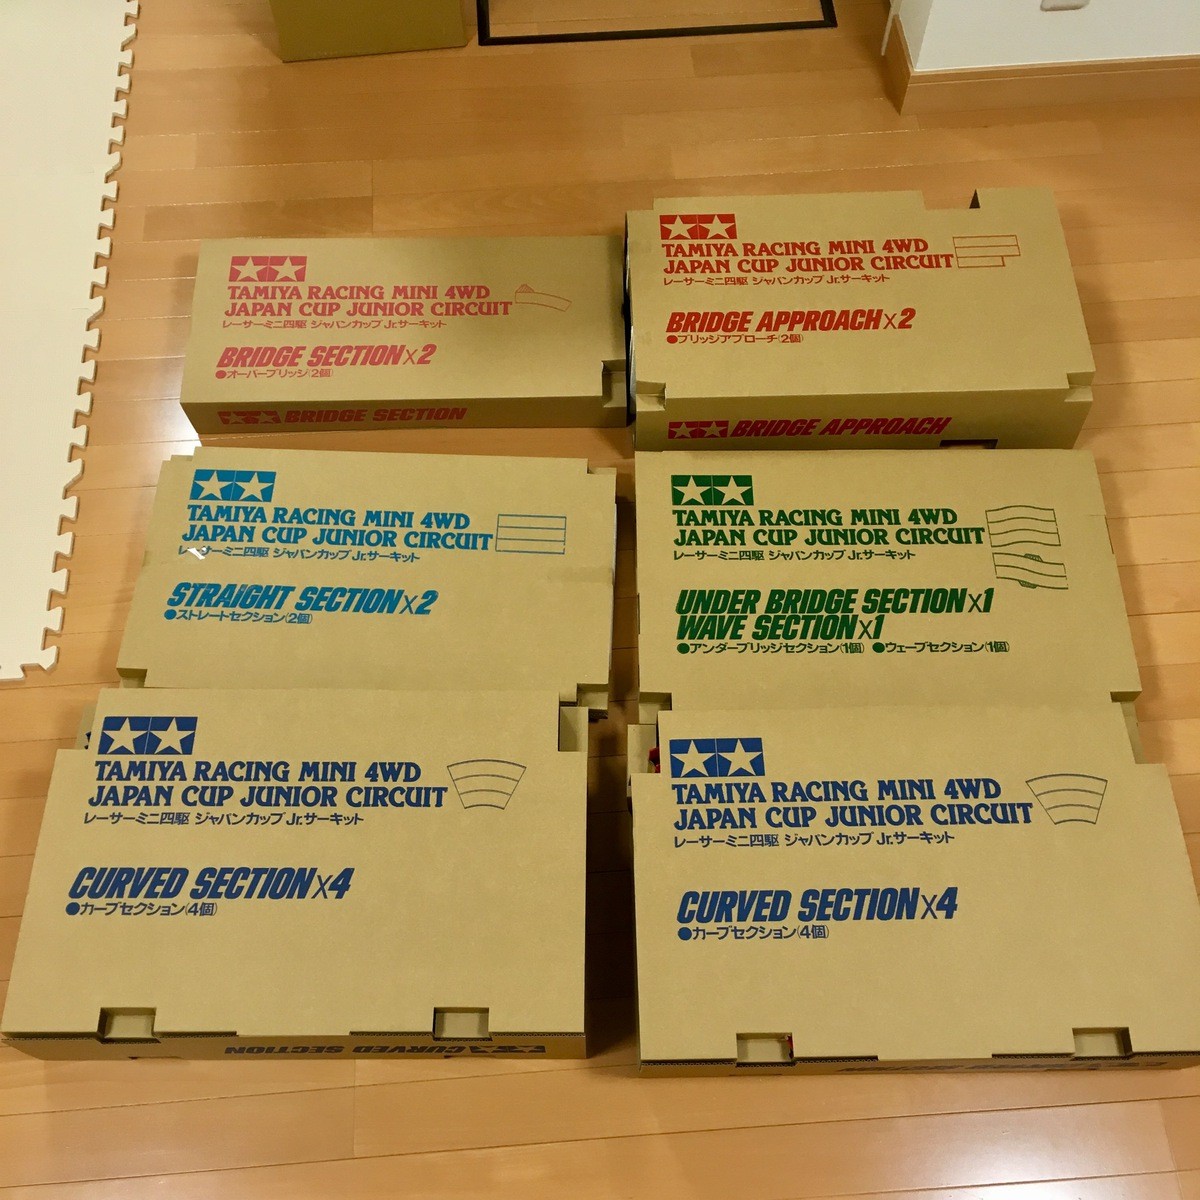 TAMIYA RACING MINI 4WD
JAPAN CUP JUNIOR CIRCUIT
レーサーミニ四駆 ジャパンカップ Jr.サーキット
BRIDGE SECTION×2
●オーバーブリッジ(2個)
BRIDGE SECTION
TAMIYA RACING MINI 4WD
JAPAN CUP JUNIOR CIRCUIT
レーサーミニ四駆 ジャパンカップ Jr.サーキット
BRIDGE APPROACH×2
●ブリッジアプローチ(2個)
BRIDGE APPROACH
TAMIYA RACING MINI 4WD
JAPAN CUP JUNIOR CIRCUIT
レーサーミニ四駆 ジャパンカップ Jr.サーキット
STRAIGHT SECTION×2
●ストレートセクション(2個)
TAMIYA RACING MINI 4WD
JAPAN CUP JUNIOR CIRCUIT
レーサーミニ四駆 ジャパンカップ Jr.サーキット
UNDER BRIDGE SECTION×1
WAVE SECTION×1
●アンダーブリッジセクション(1個) ●ウェーブセクション(1個)
TAMIYA RACING MINI 4WD
JAPAN CUP JUNIOR CIRCUIT
レーサーミニ四駆 ジャパンカップ Jr.サーキット
CURVED SECTION×4
●カーブセクション(4個)
CURVED SECTION
TAMIYA RACING MINI 4WD
JAPAN CUP JUNIOR CIRCUIT
レーサーミニ四駆 ジャパンカップ Jr.サーキット
CURVED SECTION×4
●カーブセクション(4個)